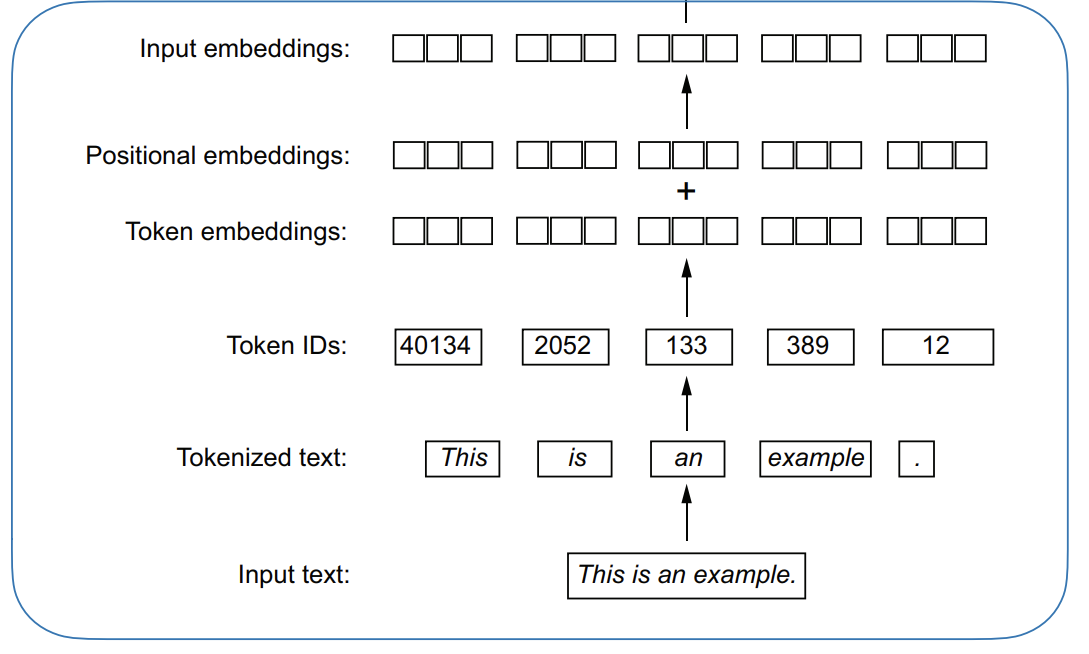 Input embeddings:
Positional embeddings:
+
Token embeddings:
Token IDs: 40134 2052 133 389 12
Tokenized text: This is an example .
Input text: This is an example.